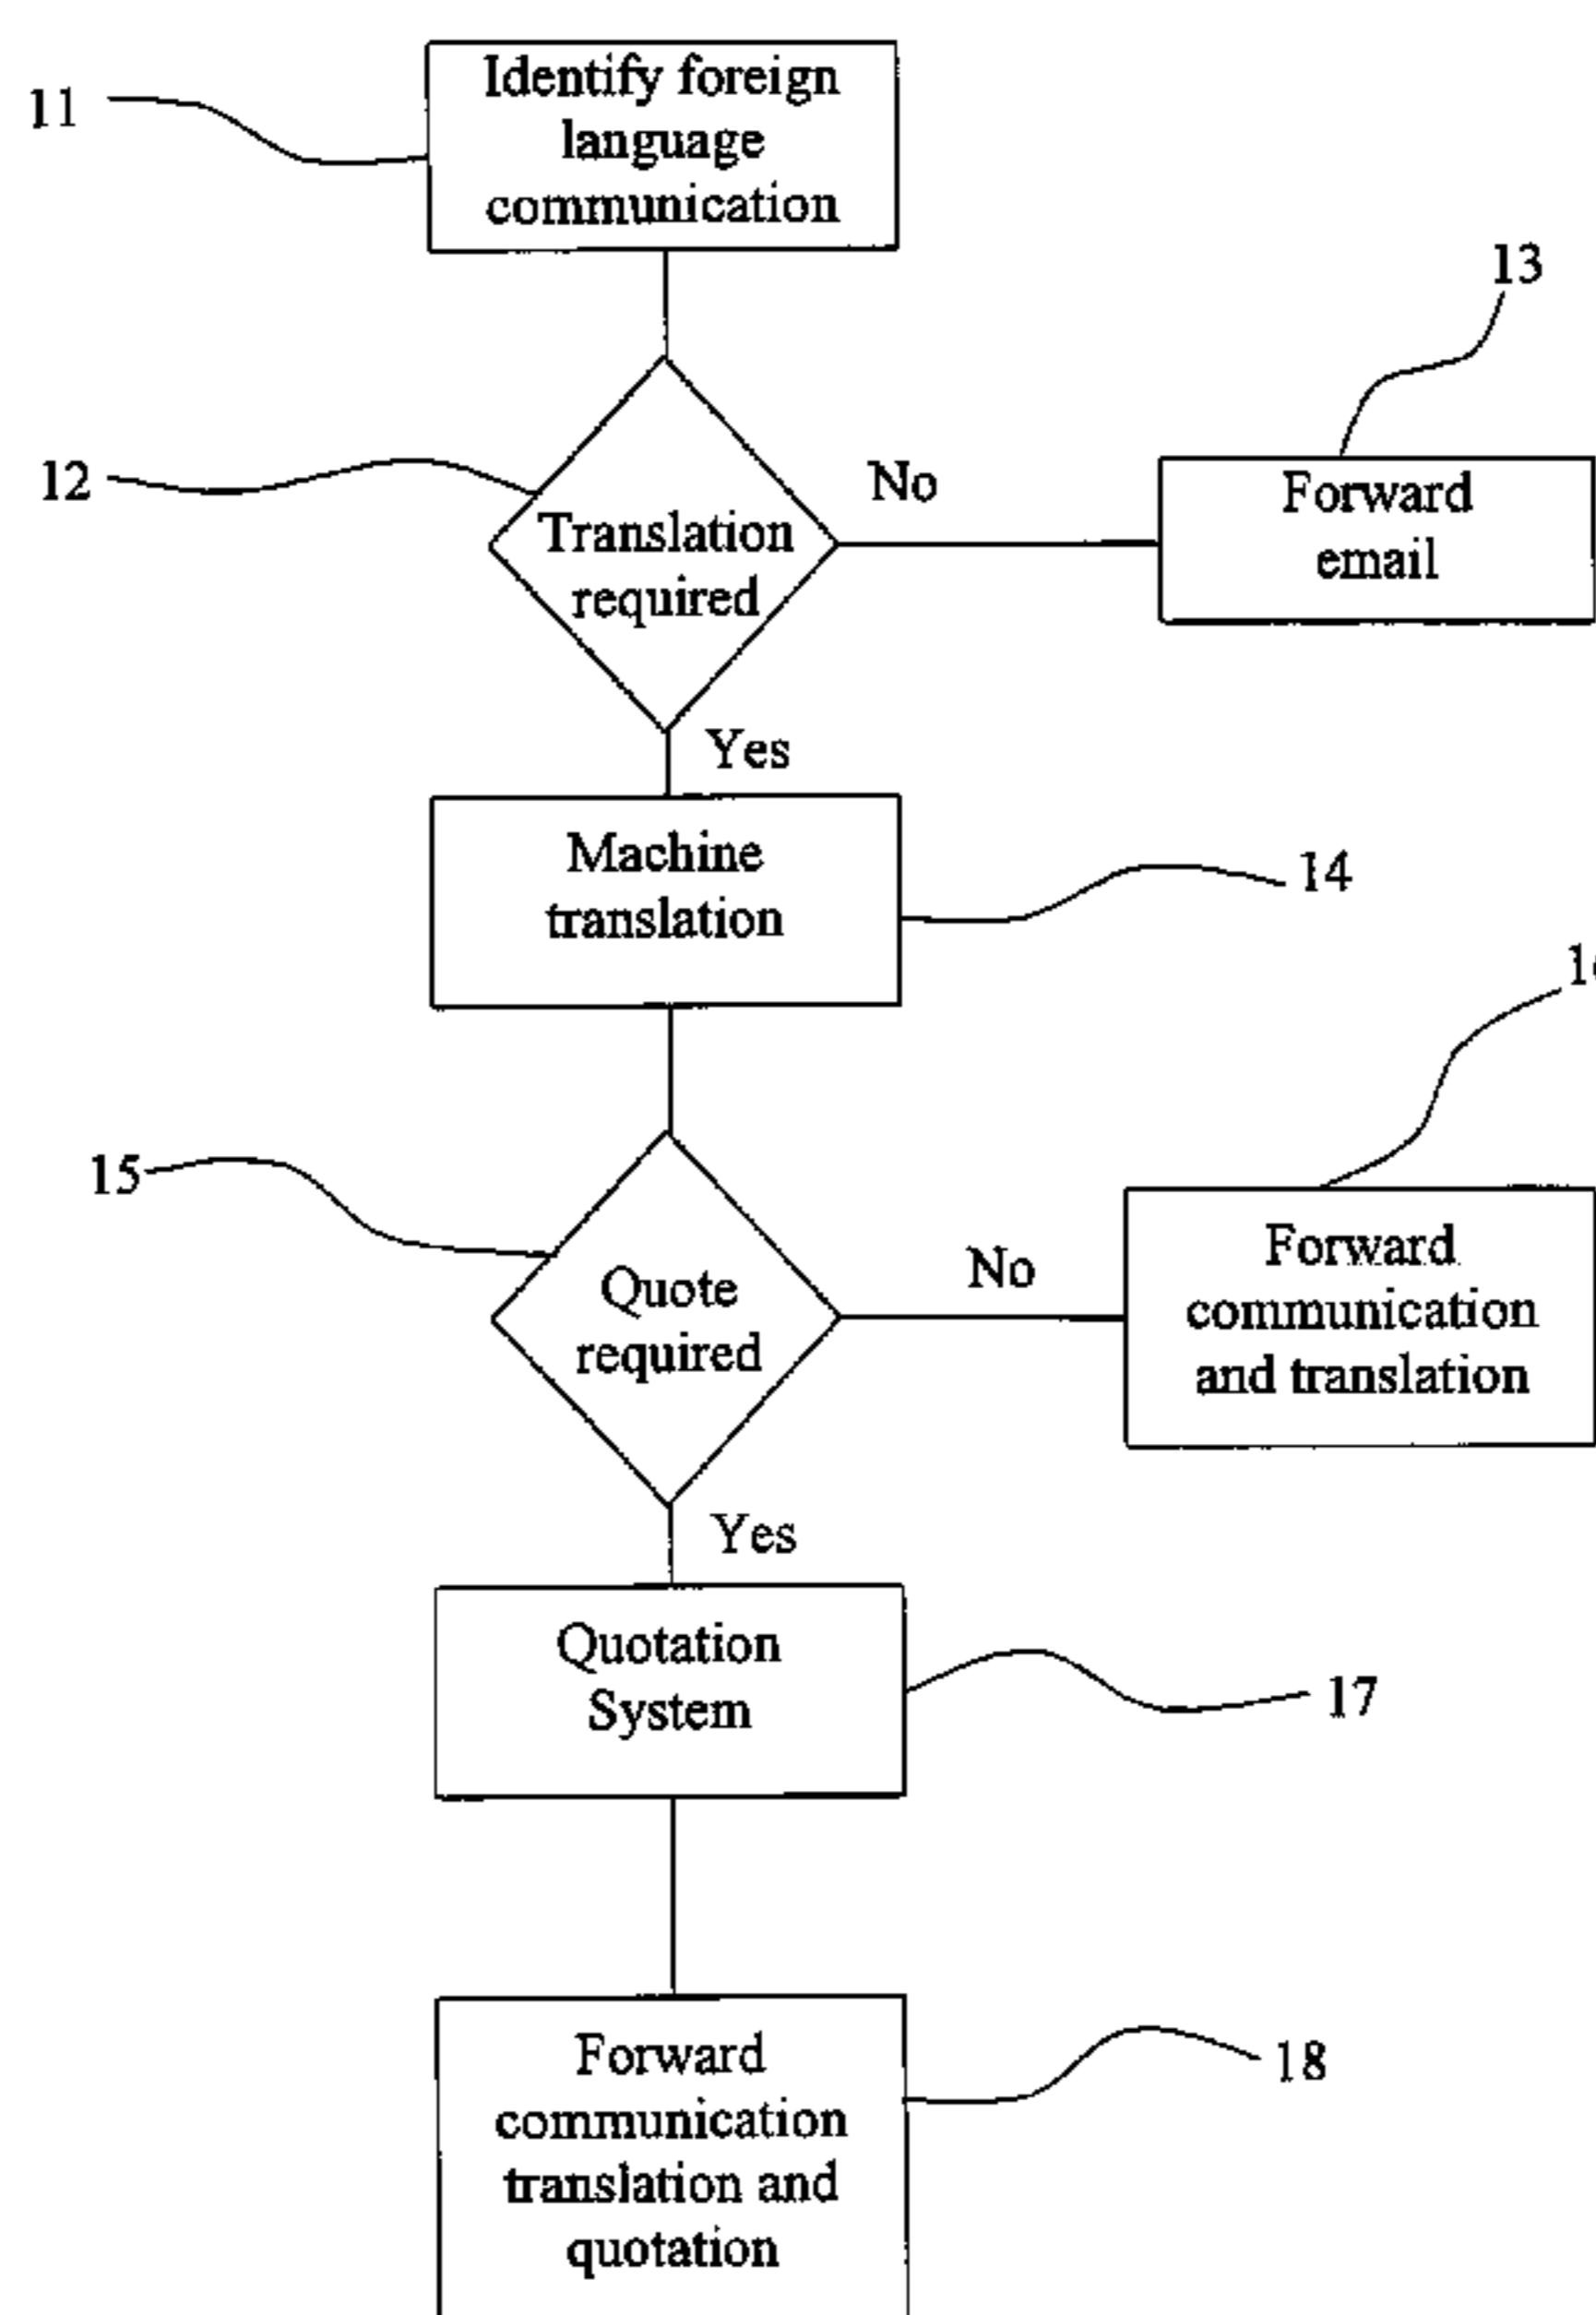 11
Identify foreign
language
communication
13
12
Translation
required
No
Forward
email
Yes
Machine
translation
14
15
Quote
required
No
Forward
communication
and translation
Yes
Quotation
System
17
Forward
communication
translation and
quotation
18